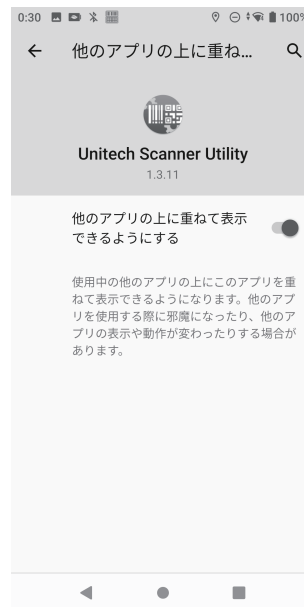 0:30 100%
他のアプリの上に重ね...
Unitech Scanner Utility
1.3.11
他のアプリの上に重ねて表示
できるようにする
使用中の他のアプリの上にこのアプリを重
ねて表示できるようになります。他のアプ
リを使用する際に邪魔になったり、他のア
プリの表示や動作が変わったりする場合が
あります。